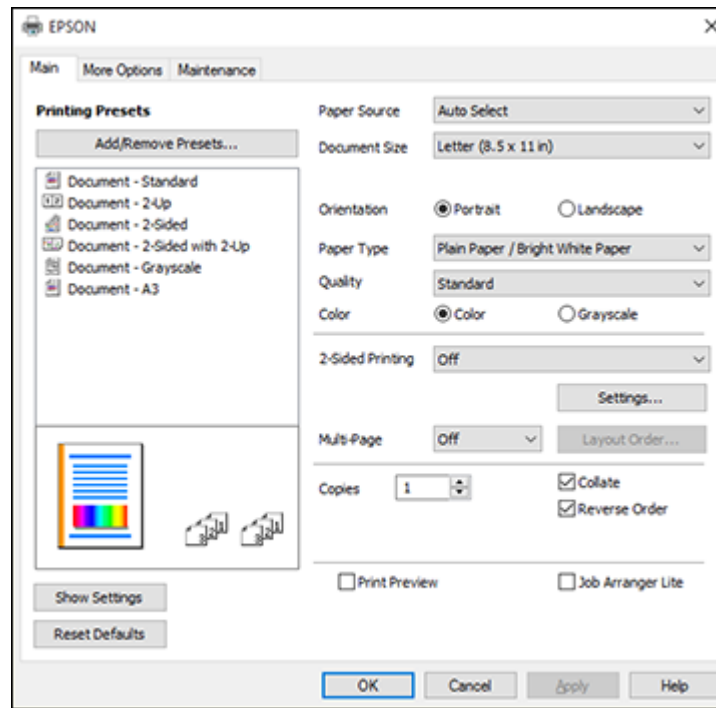 EPSON
Main More Options Maintenance
Printing Presets
Add/Remove Presets...
Document - Standard
Document - 2-Up
Document - 2-Sided
Document - 2-Sided with 2-Up
Document - Grayscale
Document - A3
Show Settings
Reset Defaults
Paper Source Auto Select
Document Size Letter (8.5 x 11 in)
Orientation Portrait Landscape
Paper Type Plain Paper / Bright White Paper
Quality Standard
Color Color Grayscale
2-Sided Printing Off
Settings...
Multi-Page Off Layout Order...
Copies 1 Collate
Reverse Order
Print Preview Job Arranger Lite
OK Cancel Apply Help